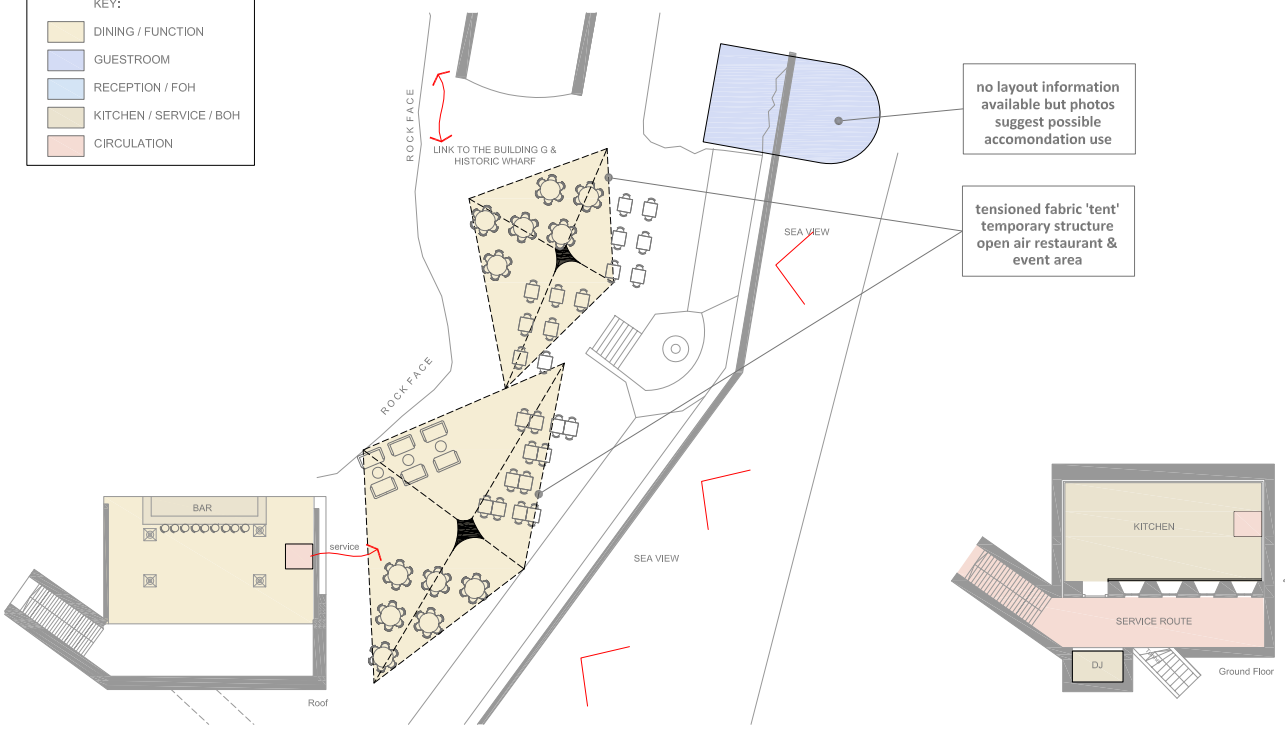 KEY:
DINING / FUNCTION
GUESTROOM
RECEPTION / FOH
KITCHEN / SERVICE / BOH
CIRCULATION
ROCK FACE
LINK TO THE BUILDING G &
HISTORIC WHARF
no layout information
available but photos
suggest possible
accomondation use
tensioned fabric 'tent'
temporary structure
open air restaurant &
event area
SEA VIEW
ROCK FACE
SEA VIEW
BAR
service
Roof
KITCHEN
SERVICE ROUTE
DJ
Ground Floor